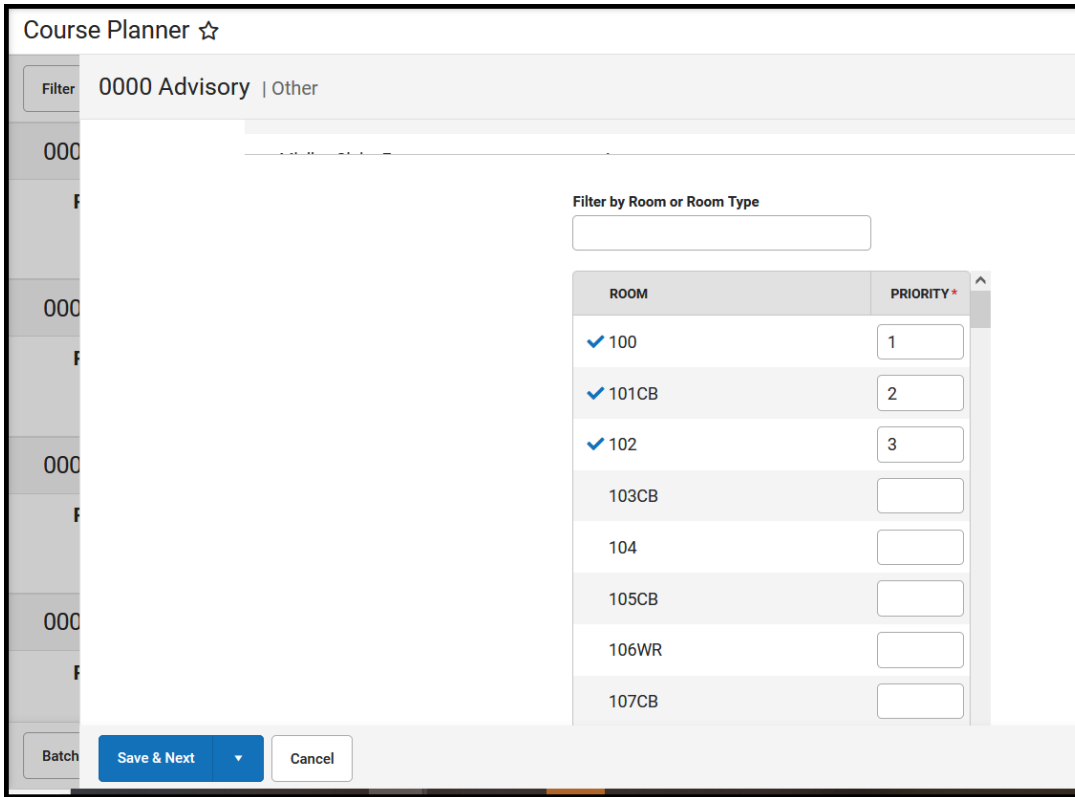 Course Planner
Filter
0000 Advisory | Other
000
F
Filter by Room or Room Type
ROOM PRIORITY*
100 1
000
101CB 2
F
102 3
000
103CB
F
104
105CB
000
106WR
F
107CB
Batch
Save & Next
Cancel